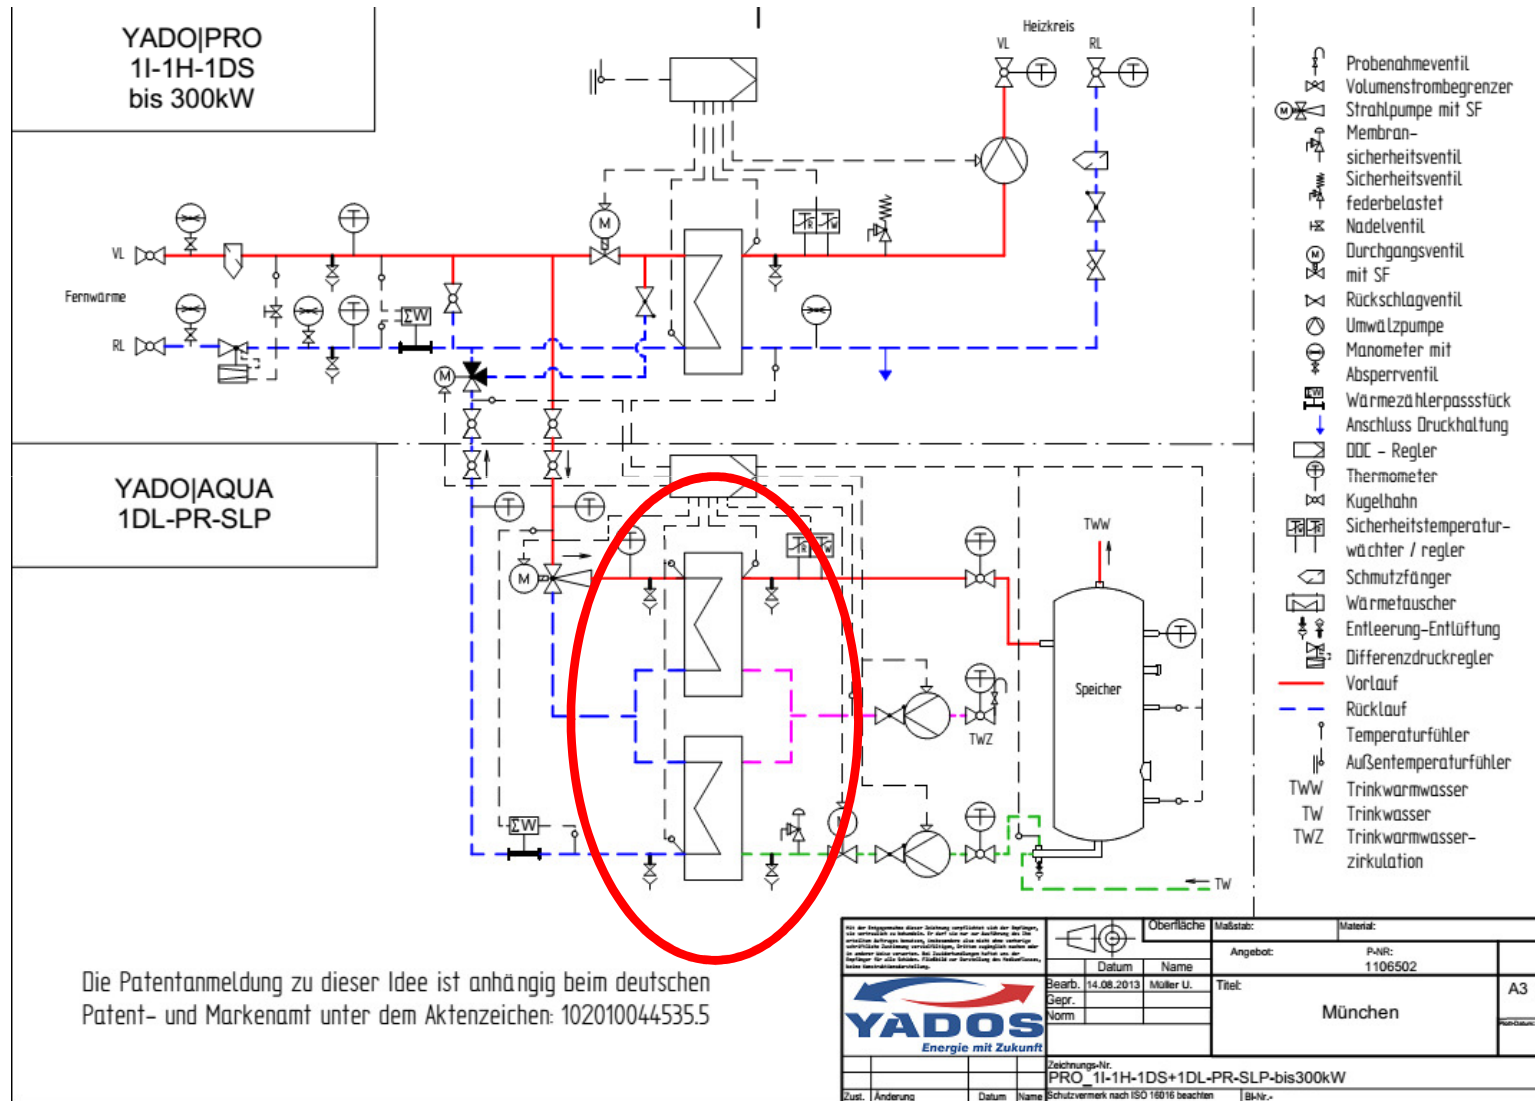 YADO|PRO
1I-1H-1DS
bis 300kW
Heizkreis
VL
RL
M
R
W
VL
Fernwärme
RL
ΣW
M
YADO|AQUA
1DL-PR-SLP
T
T
T
M
R
W
T
TWW
T
Speicher
T
TWZ
ΣW
M
T
TW
Probenahmeventil
Volumenstrombegrenzer
Strahlpumpe mit SF
Membran-
sicherheitsventil
Sicherheitsventil
federbelastet
Nadelventil
Durchgangsventil
mit SF
Rückschlagventil
Umwälzpumpe
Manometer mit
Absperrventil
Wärmezählerpassstück
Anschluss Druckhaltung
DDC - Regler
Thermometer
Kugelhahn
Sicherheitstemperatur-
wächter / regler
Schmutzfänger
Wärmetauscher
Entleerung-Entlüftung
Differenzdruckregler
Vorlauf
Rücklauf
Temperaturfühler
Außentemperaturfühler
TWW Trinkwarmwasser
TW Trinkwasser
TWZ Trinkwarmwasser-
zirkulation
Die Patentanmeldung zu dieser Idee ist anhängig beim deutschen
Patent- und Markenamt unter dem Aktenzeichen: 102010044535.5
Oberfläche
Maßstab:
Material:
Angebot:
P-NR:
1106502
Datum Name
Bearb. 14.08.2013 Müller U.
Gepr.
Norm
Titel:
München
A3
YADOS
Energie mit Zukunft
Zeichnungs-Nr.
PRO_1I-1H-1DS+1DL-PR-SLP-bis300kW
Zust. Änderung Datum Name
Schutzvermerk nach ISO 16016 beachten
Bl-Nr.-